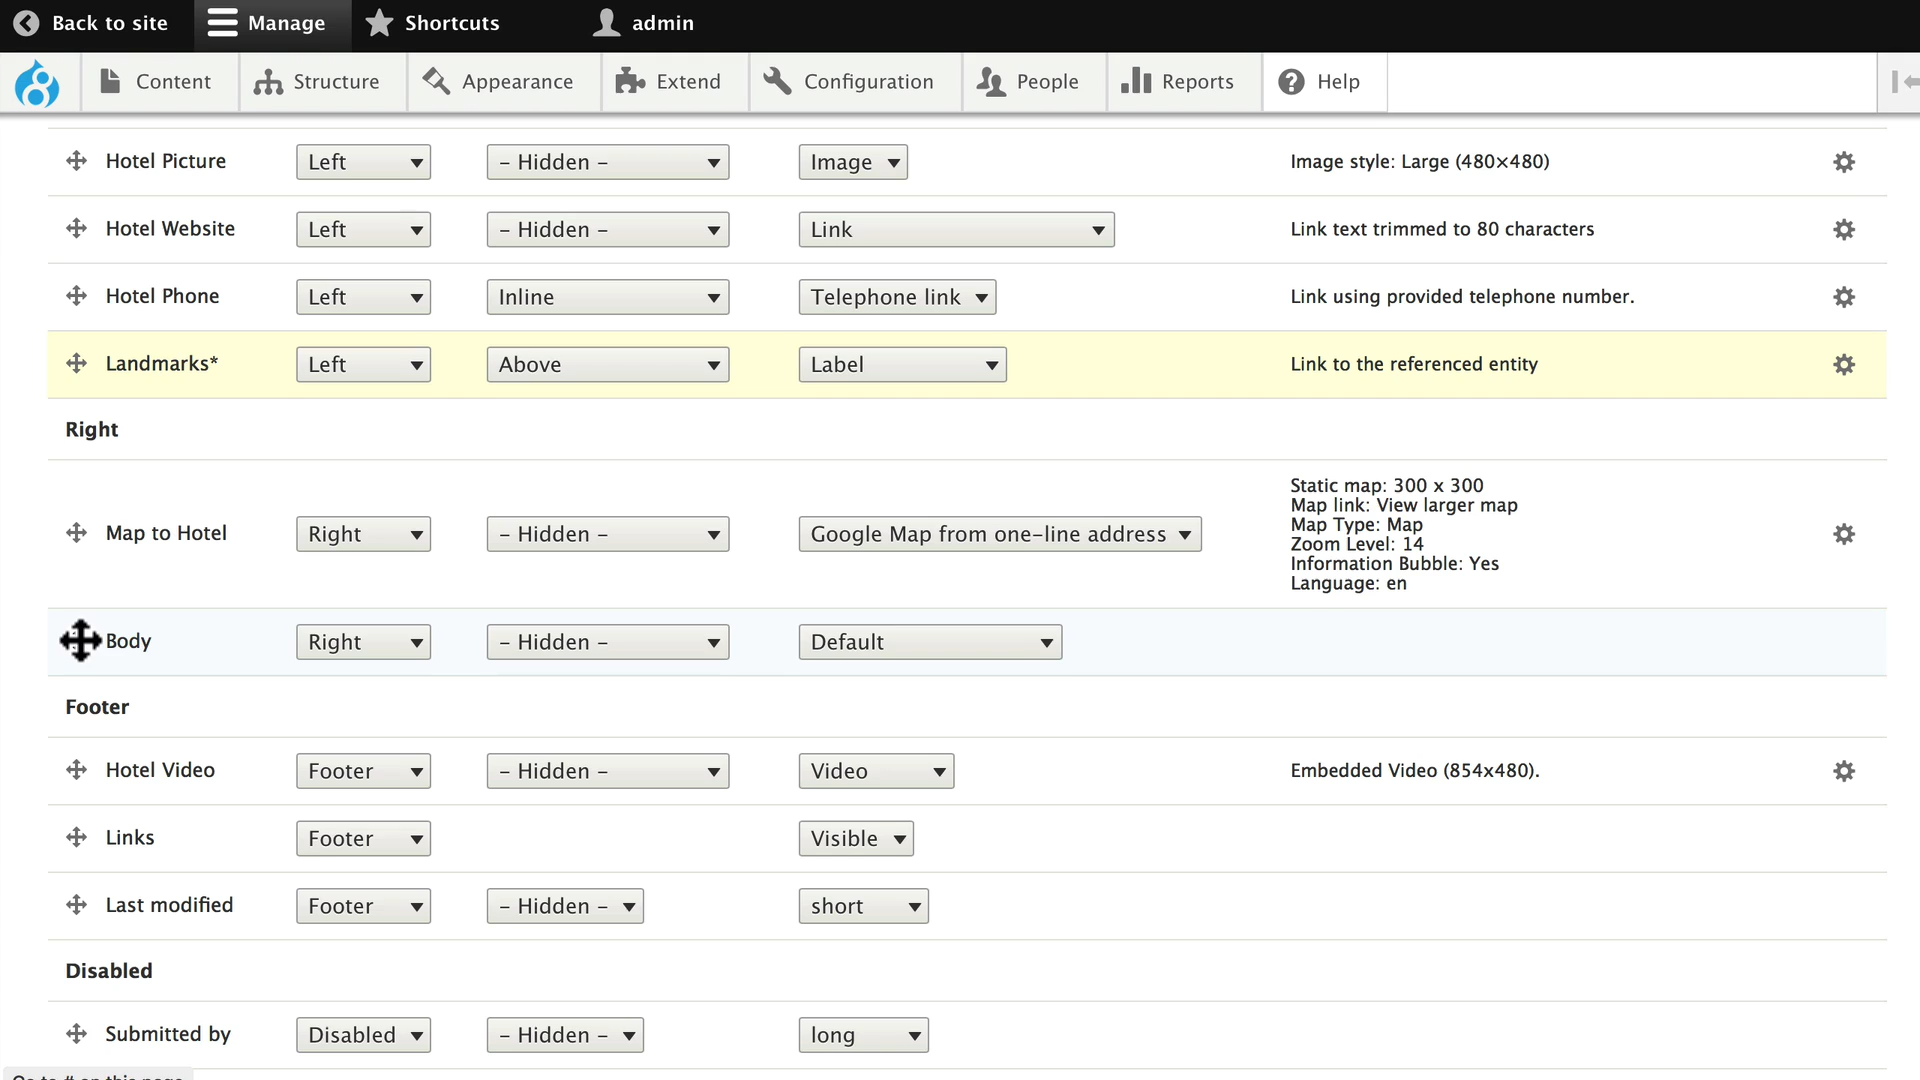 Back to site Manage Shortcuts admin
Content Structure Appearance Extend Configuration People Reports Help
Hotel Picture Left - Hidden - Image Image style: Large (480×480)
Hotel Website Left - Hidden - Link Link text trimmed to 80 characters
Hotel Phone Left Inline Telephone link Link using provided telephone number.
Landmarks* Left Above Label Link to the referenced entity
Right
Map to Hotel Right - Hidden - Google Map from one-line address Static map: 300 x 300
Map link: View larger map
Map Type: Map
Zoom Level: 14
Information Bubble: Yes
Language: en
Body Right - Hidden - Default
Footer
Hotel Video Footer - Hidden - Video Embedded Video (854x480).
Links Footer Visible
Last modified Footer - Hidden - short
Disabled
Submitted by Disabled - Hidden - long
Go to # on this page